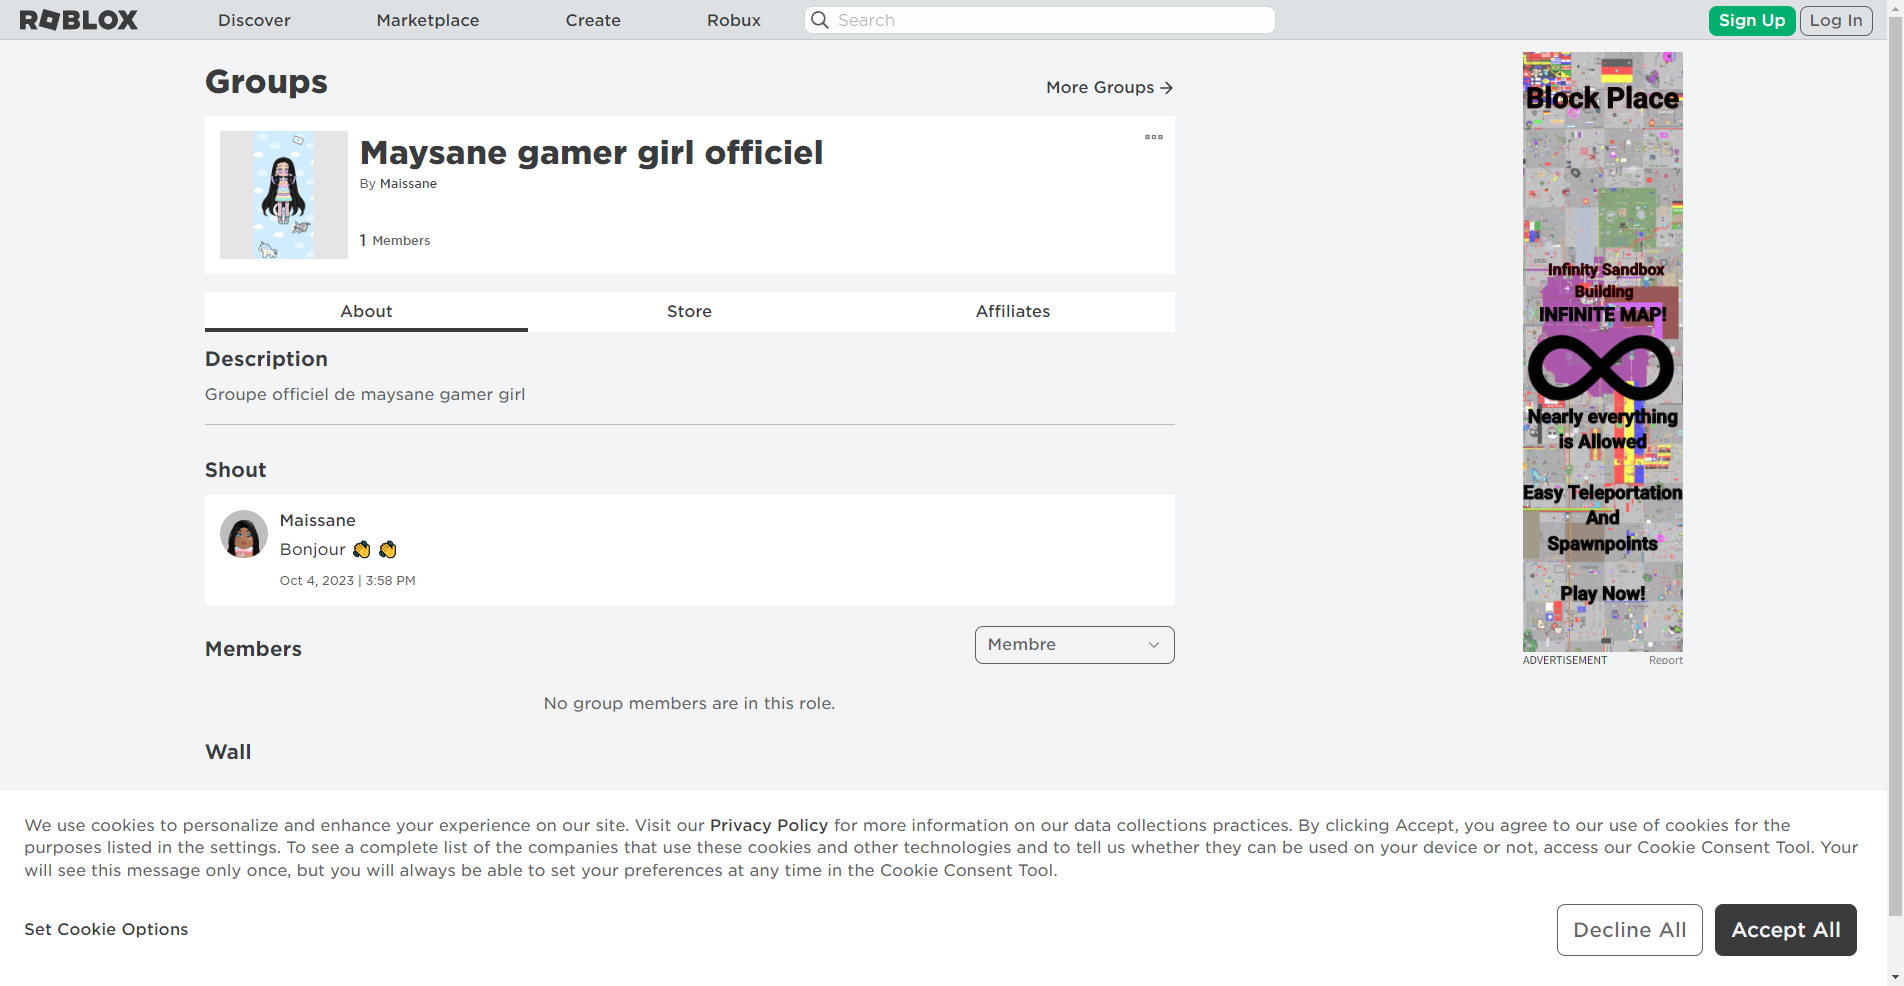 ROBLOX
Discover
Marketplace
Create
Robux
Search
Sign Up
Log In
Groups
More Groups →
Maysane gamer girl officiel
By Maissane
1 Members
About
Store
Affiliates
Description
Groupe officiel de maysane gamer girl
Shout
Maissane
Bonjour 👏 👏
Oct 4, 2023 | 3:58 PM
Members
Membre
No group members are in this role.
Wall
Block Place
Infinity Sandbox
Building
INFINITE MAP!
Nearly everything
is Allowed
Easy Teleportation
And
Spawnpoints
Play Now!
ADVERTISEMENT
Report
We use cookies to personalize and enhance your experience on our site. Visit our Privacy Policy for more information on our data collections practices. By clicking Accept, you agree to our use of cookies for the
purposes listed in the settings. To see a complete list of the companies that use these cookies and other technologies and to tell us whether they can be used on your device or not, access our Cookie Consent Tool. Your
will see this message only once, but you will always be able to set your preferences at any time in the Cookie Consent Tool.
Set Cookie Options
Decline All
Accept All